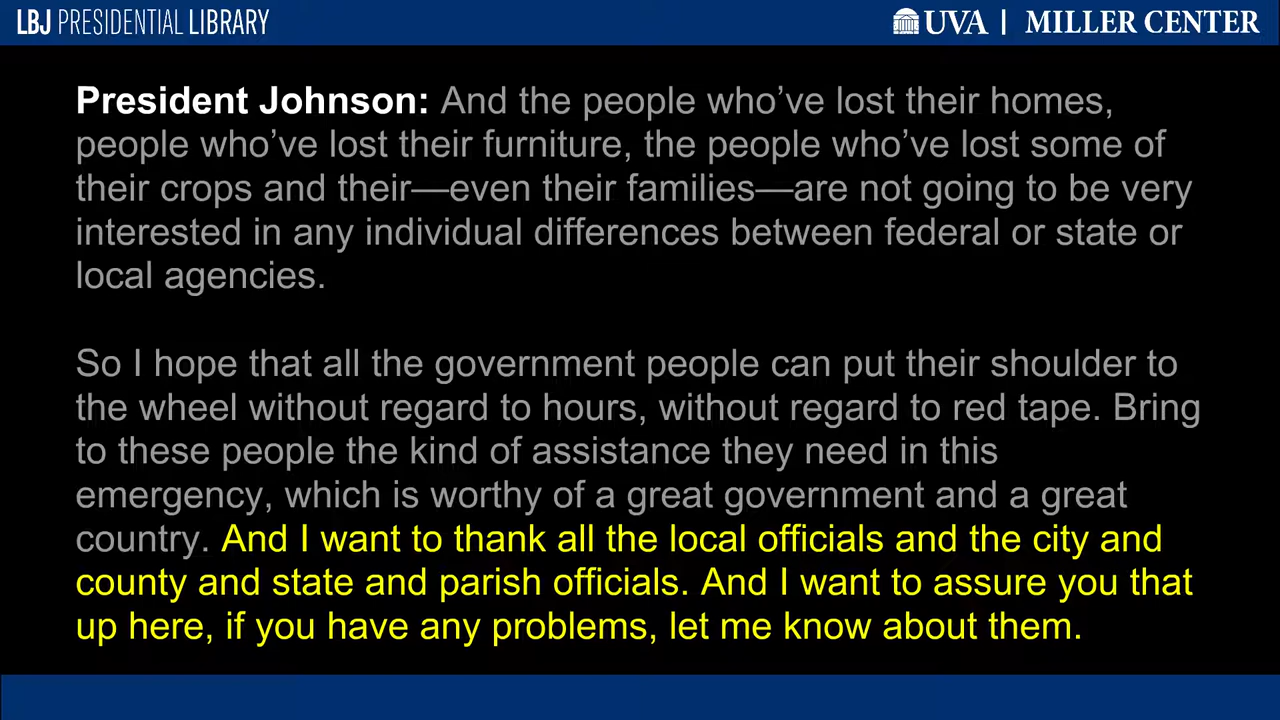 LBJ PRESIDENTIAL LIBRARY
UVA | MILLER CENTER
President Johnson: And the people who’ve lost their homes,
people who’ve lost their furniture, the people who’ve lost some of
their crops and their—even their families—are not going to be very
interested in any individual differences between federal or state or
local agencies.
So I hope that all the government people can put their shoulder to
the wheel without regard to hours, without regard to red tape. Bring
to these people the kind of assistance they need in this
emergency, which is worthy of a great government and a great
country. And I want to thank all the local officials and the city and
county and state and parish officials. And I want to assure you that
up here, if you have any problems, let me know about them.